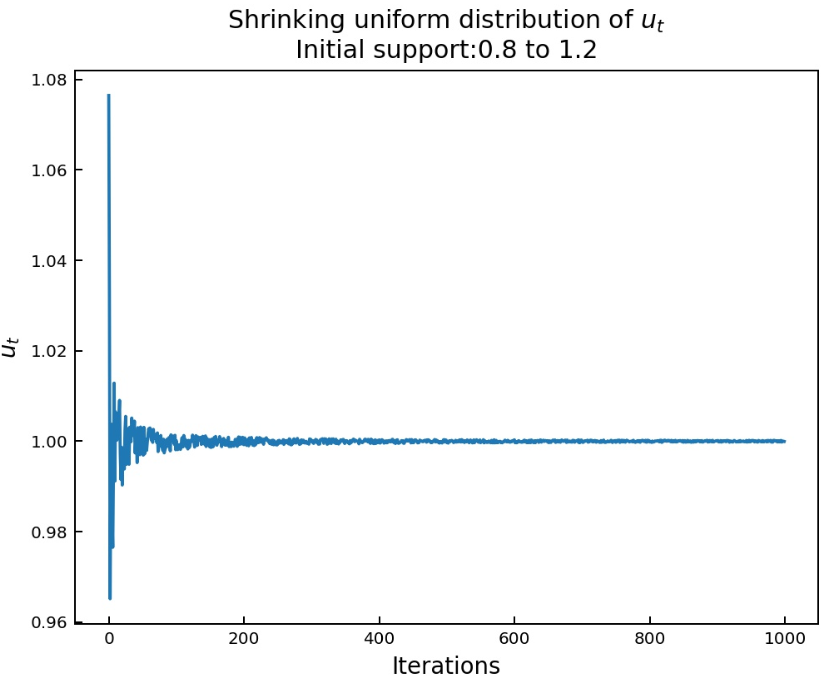 Shrinking uniform distribution of u_t
Initial support:0.8 to 1.2
1.08
1.06
1.04
1.02
1.00
0.98
0.96
u_t
0 200 400 600 800 1000
Iterations